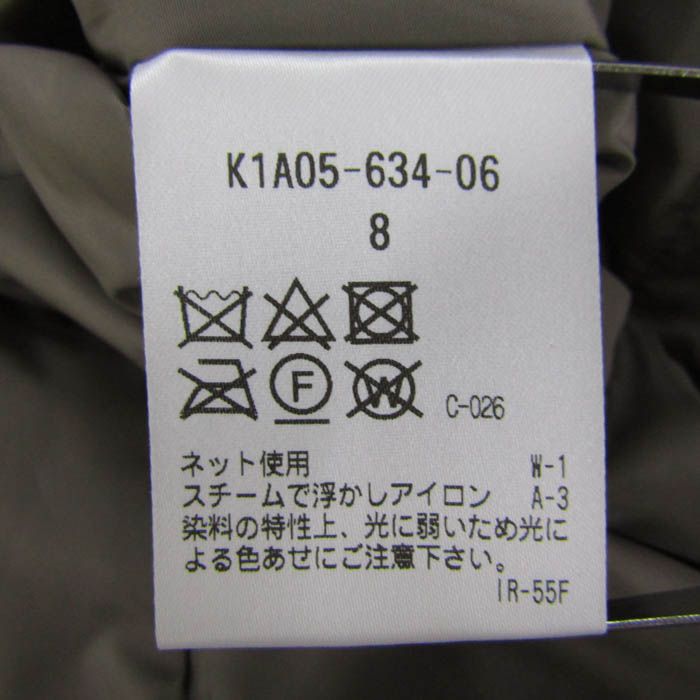 K1A05-634-06
8
F W C-026
ネット使用 W-1
スチームで浮かしアイロン A-3
染料の特性上、光に弱いため光に
よる色あせにご注意下さい。
IR-55F